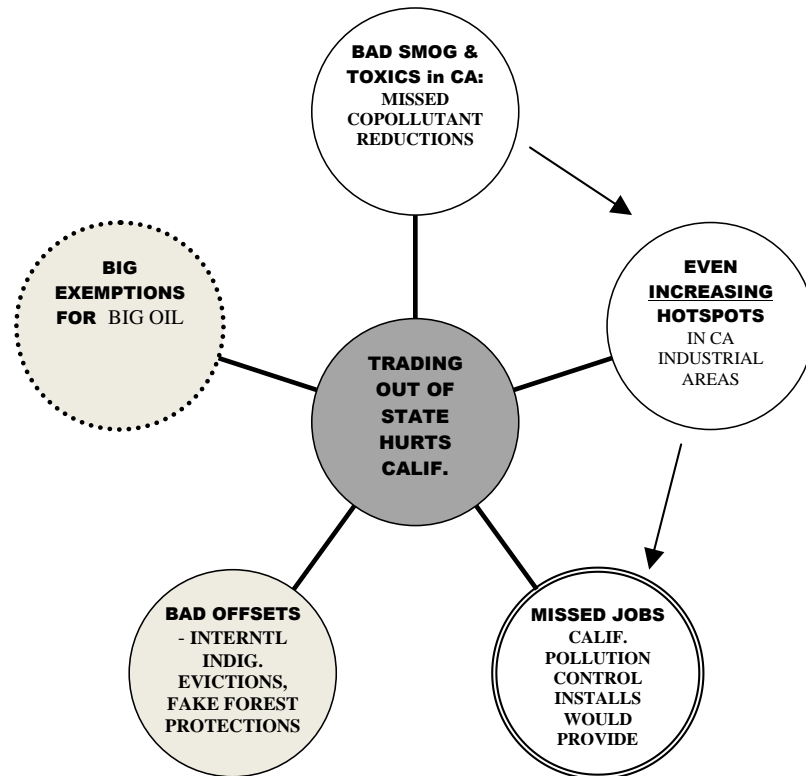 BAD SMOG &
TOXICS in CA:
MISSED
COPOLLUTANT
REDUCTIONS
EVEN
INCREASING
HOTSPOTS
IN CA
INDUSTRIAL
AREAS
BIG
EXEMPTIONS
FOR BIG OIL
TRADING
OUT OF
STATE
HURTS
CALIF.
BAD OFFSETS
- INTERNTL
INDIG.
EVICTIONS,
FAKE FOREST
PROTECTIONS
MISSED JOBS
CALIF.
POLLUTION
CONTROL
INSTALLS
WOULD
PROVIDE